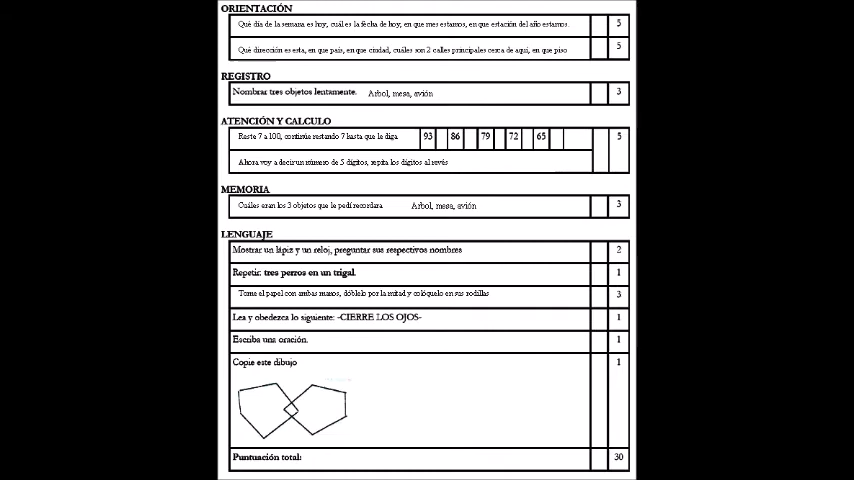 ORIENTACIÓN
Qué día de la semana es hoy, cuál es la fecha de hoy, en que mes estamos, en que estación del año estamos. 5
Qué dirección es esta, en que país, en que ciudad, cuáles son 2 calles principales cerca de aquí, en que piso 5
REGISTRO
Nombrar tres objetos lentamente. Arbol, mesa, avión 3
ATENCIÓN Y CALCULO
Reste 7 a 100, continúe restando 7 hasta que le diga 93 86 79 72 65 5
Ahora voy a decir un número de 5 dígitos, repita los dígitos al revés
MEMORIA
Cuáles eran los 3 objetos que le pedí recordara Arbol, mesa, avión 3
LENGUAJE
Mostrar un lápiz y un reloj, preguntar sus respectivos nombres 2
Repetir: tres perros en un trigal. 1
Tome el papel con ambas manos, dóblelo por la mitad y colóquelo en sus rodillas 3
Lea y obedezca lo siguiente: -CIERRE LOS OJOS- 1
Escriba una oración. 1
Copie este dibujo 1
Puntuación total: 30